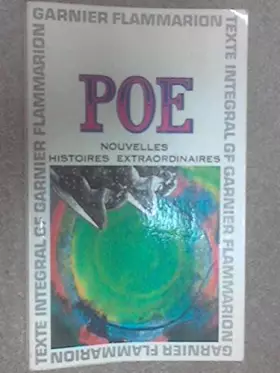 GARNIER FLAMMARION
POE
NOUVELLES
HISTOIRES EXTRAORDINAIRES
TEXTE INTEGRAL GF GARNIER FLAMMARION
TEXTE INTEGRAL GF GARNIER FLAMMARION
GARNIER FLAMMARION